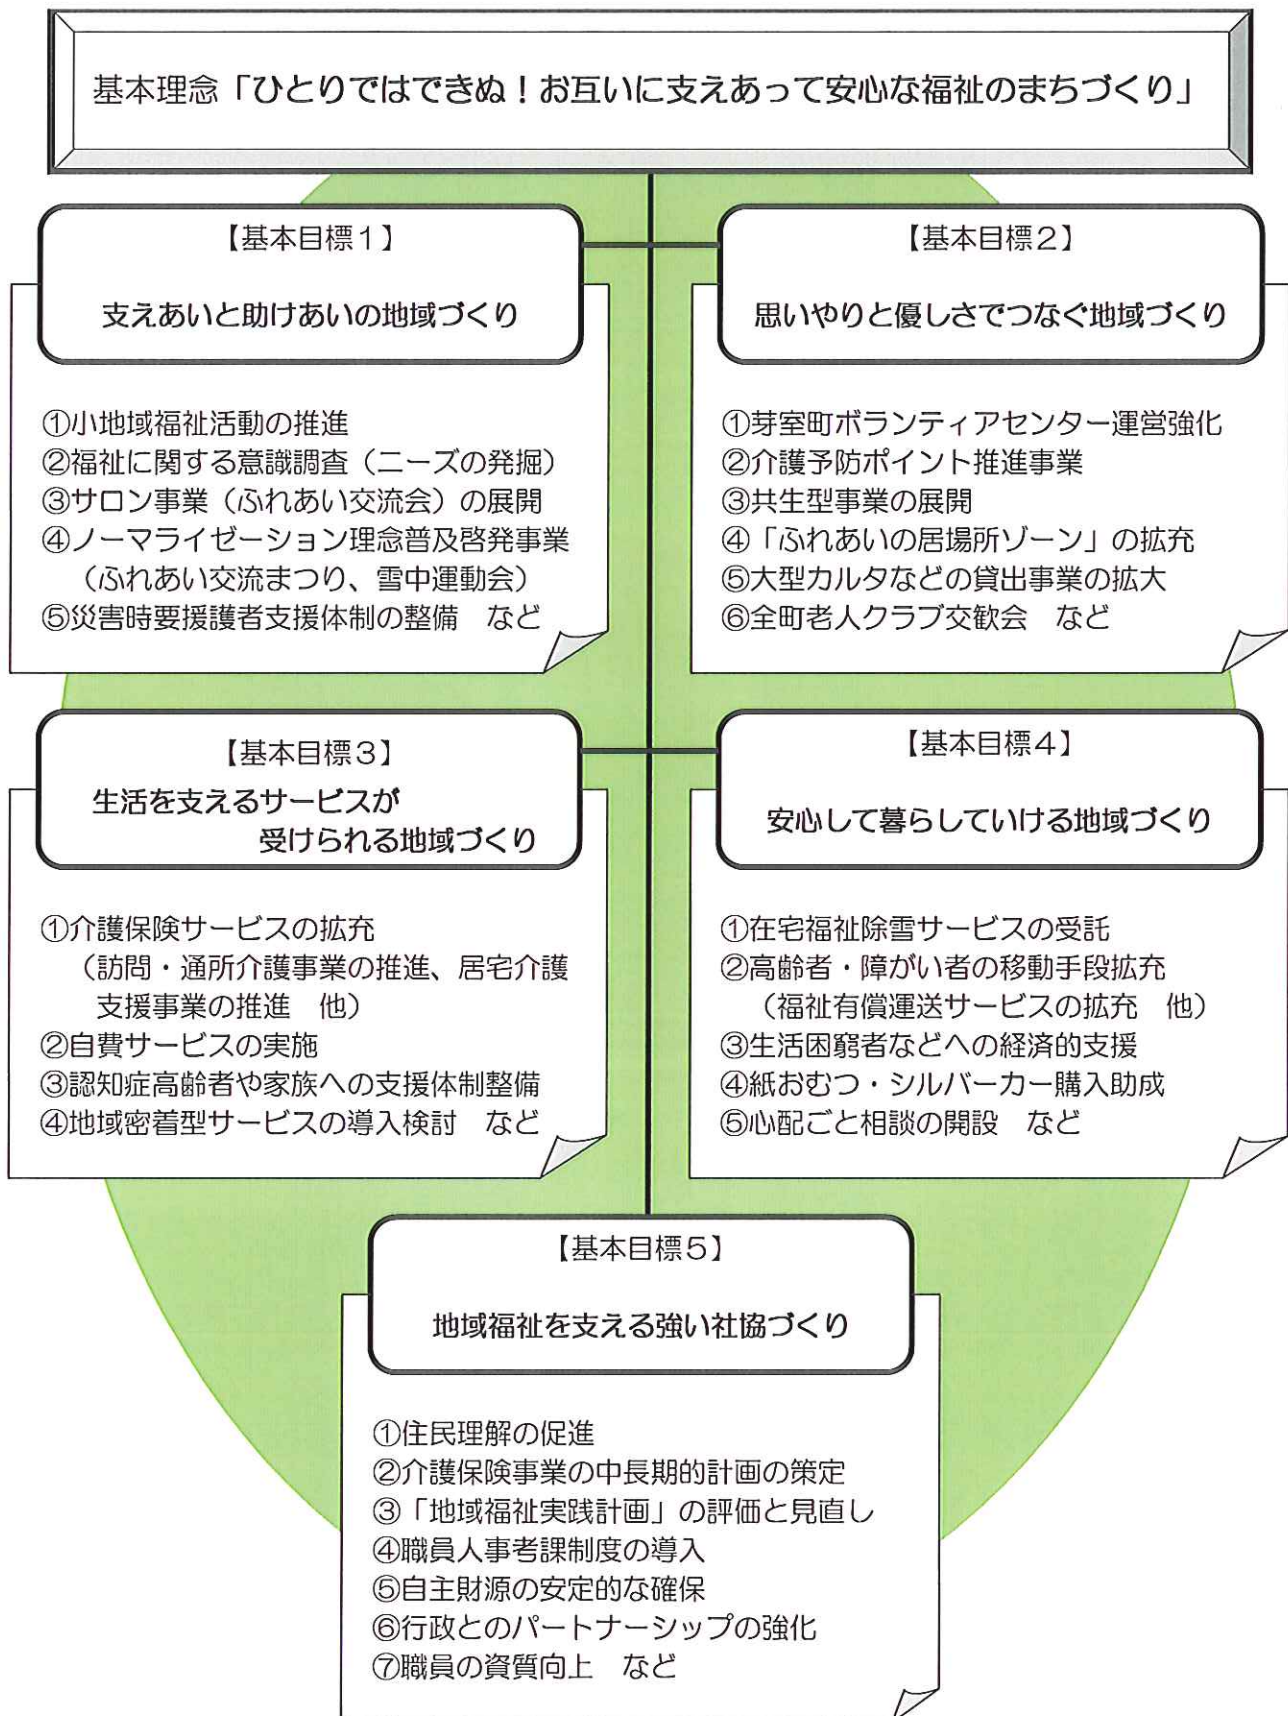 基本理念「ひとりではできぬ！お互いに支えあって安心な福祉のまちづくり」
【基本目標１】
支えあいと助けあいの地域づくり
①小地域福祉活動の推進
②福祉に関する意識調査（ニーズの発掘）
③サロン事業（ふれあい交流会）の展開
④ノーマライゼーション理念普及啓発事業
（ふれあい交流まつり、雪中運動会）
⑤災害時要援護者支援体制の整備　など
【基本目標２】
思いやりと優しさでつなぐ地域づくり
①芽室町ボランティアセンター運営強化
②介護予防ポイント推進事業
③共生型事業の展開
④「ふれあいの居場所ゾーン」の拡充
⑤大型カルタなどの貸出事業の拡大
⑥全町老人クラブ交歓会　など
【基本目標３】
生活を支えるサービスが
受けられる地域づくり
①介護保険サービスの拡充
（訪問・通所介護事業の推進、居宅介護
支援事業の推進　他）
②自費サービスの実施
③認知症高齢者や家族への支援体制整備
④地域密着型サービスの導入検討　など
【基本目標４】
安心して暮らしていける地域づくり
①在宅福祉除雪サービスの受託
②高齢者・障がい者の移動手段拡充
（福祉有償運送サービスの拡充　他）
③生活困窮者などへの経済的支援
④紙おむつ・シルバーカー購入助成
⑤心配ごと相談の開設　など
【基本目標５】
地域福祉を支える強い社協づくり
①住民理解の促進
②介護保険事業の中長期的計画の策定
③「地域福祉実践計画」の評価と見直し
④職員人事考課制度の導入
⑤自主財源の安定的な確保
⑥行政とのパートナーシップの強化
⑦職員の資質向上　など